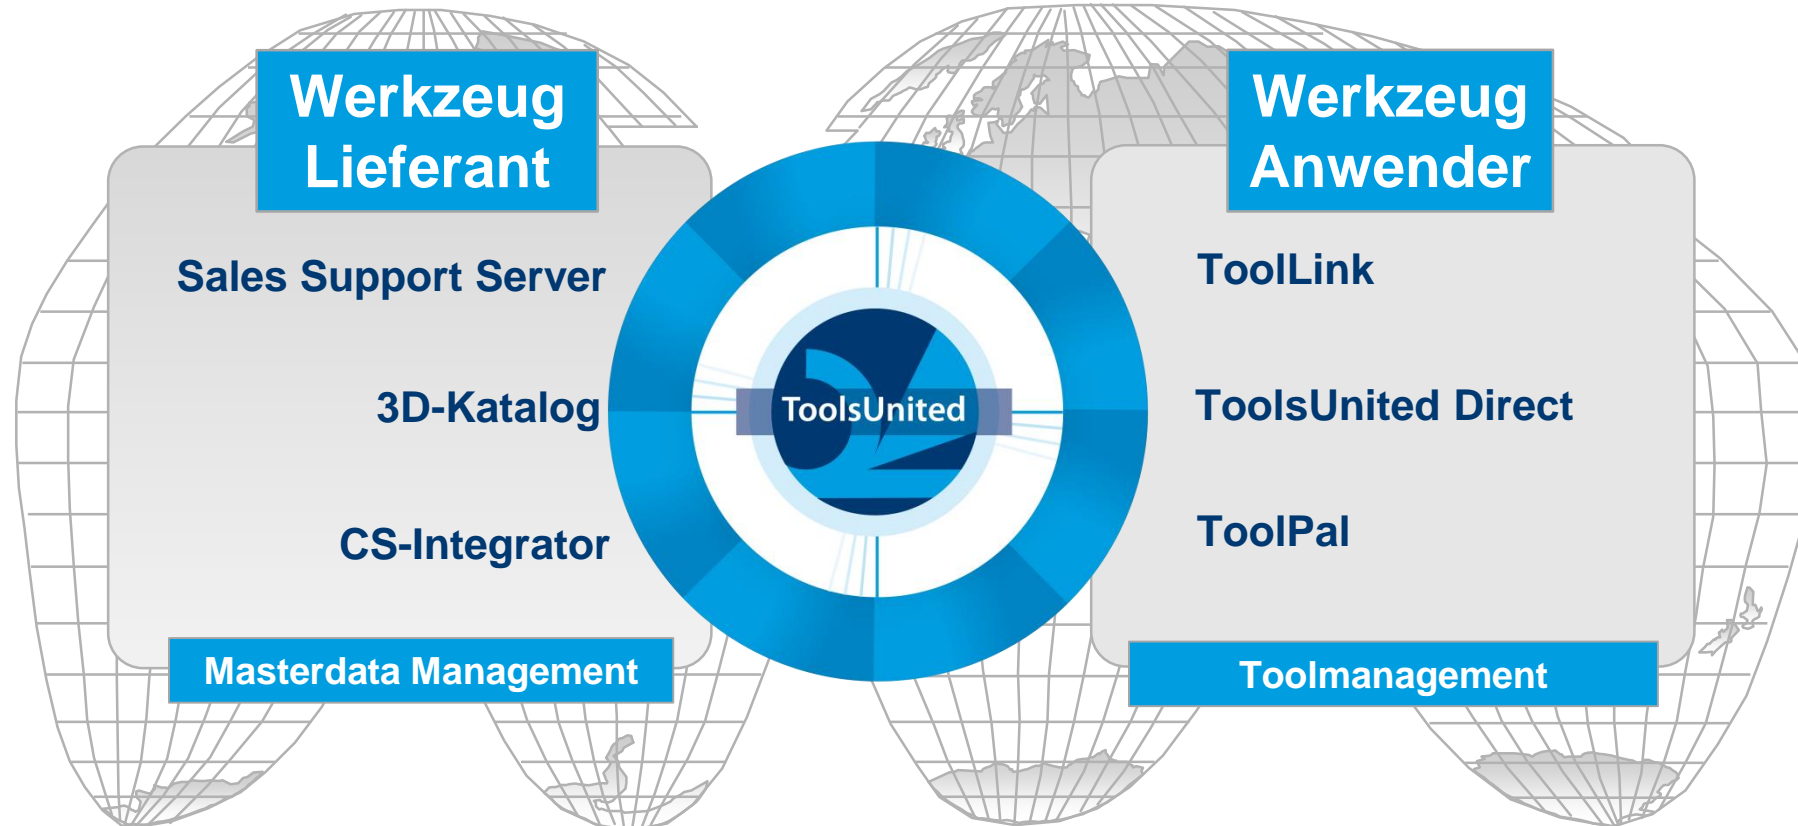 Werkzeug
Lieferant
Sales Support Server
3D-Katalog
CS-Integrator
Masterdata Management
ToolsUnited
Werkzeug
Anwender
ToolLink
ToolsUnited Direct
ToolPal
Toolmanagement